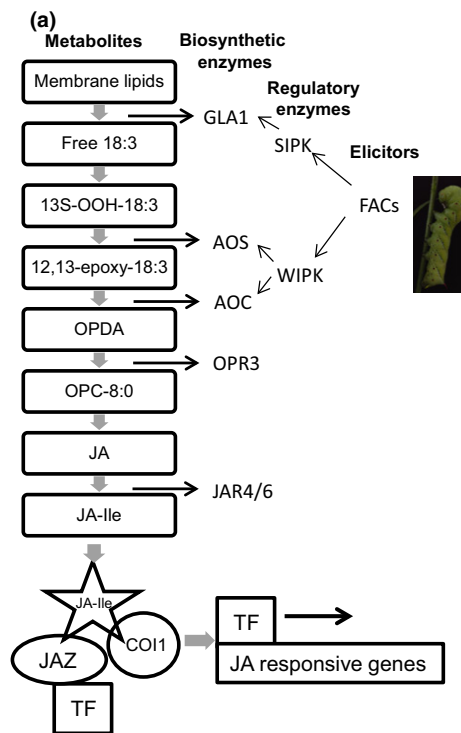 (a)
Metabolites
Biosynthetic
enzymes
Regulatory
enzymes
Elicitors
Membrane lipids
GLA1
SIPK
Free 18:3
FACs
13S-OOH-18:3
AOS
WIPK
12,13-epoxy-18:3
AOC
OPDA
OPR3
OPC-8:0
JA
JAR4/6
JA-Ile
JA-Ile
COI1
JAZ
TF
TF
JA responsive genes